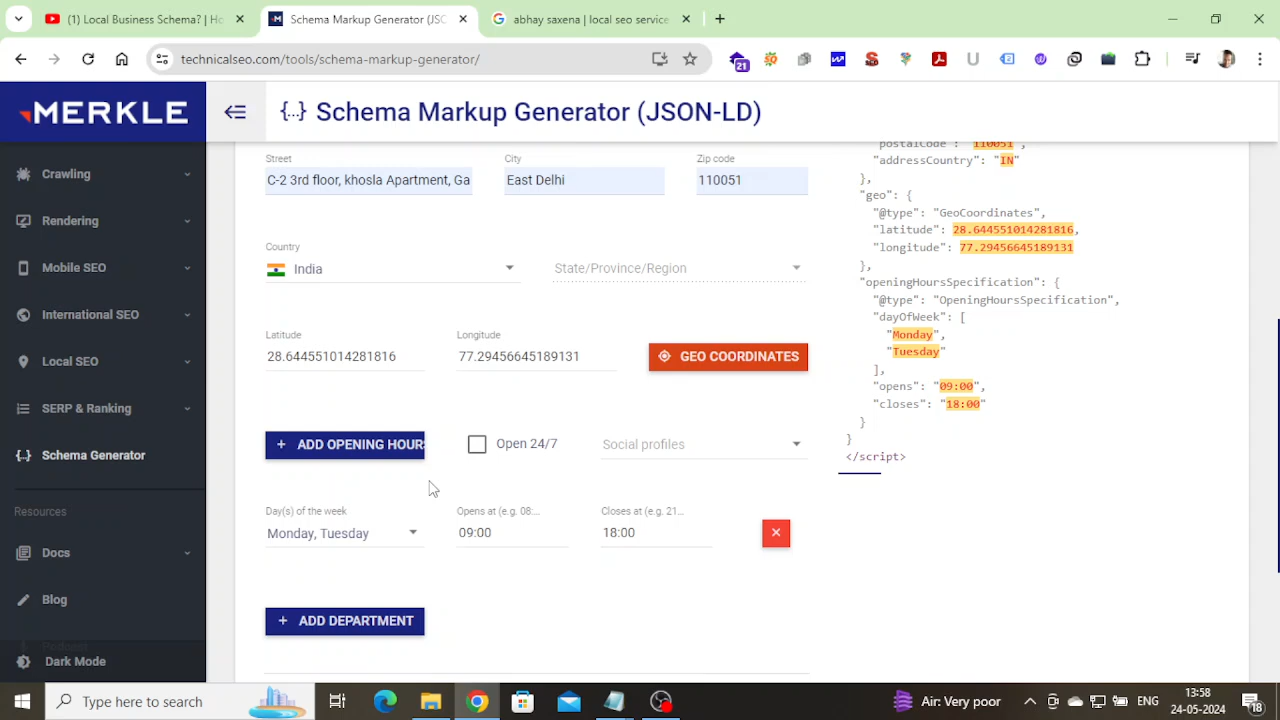 (1) Local Business Schema? | Ho
Schema Markup Generator (JSC
abhay saxena | local seo service
technicalseo.com/tools/schema-markup-generator/
21
MERKLE
{...} Schema Markup Generator (JSON-LD)
Crawling
Rendering
Mobile SEO
International SEO
Local SEO
SERP & Ranking
Schema Generator
Resources
Docs
Blog
Podcast
Dark Mode
Street
City
Zip code
C-2 3rd floor, khosla Apartment, Ga
East Delhi
110051
Country
India
State/Province/Region
Latitude
Longitude
28.644551014281816
77.29456645189131
GEO COORDINATES
+ ADD OPENING HOURS
Open 24/7
Social profiles
Day(s) of the week
Opens at (e.g. 08:...
Closes at (e.g. 21...
Monday, Tuesday
09:00
18:00
+ ADD DEPARTMENT
"postalCode": "110051",
"addressCountry": "IN"
},
"geo": {
"@type": "GeoCoordinates",
"latitude": 28.644551014281816,
"longitude": 77.29456645189131
},
"openingHoursSpecification": {
"@type": "OpeningHoursSpecification",
"dayOfWeek": [
"Monday",
"Tuesday"
],
"opens": "09:00",
"closes": "18:00"
}
}
</script>
Type here to search
Air: Very poor
ENG
13:58
24-05-2024
18